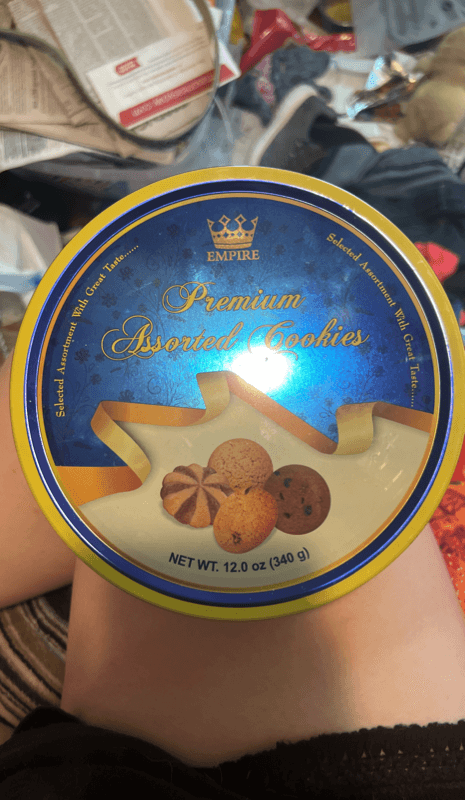 EMPIRE
Premium
Assorted Cookies
Selected Assortment With Great Taste......
Selected Assortment With Great Taste......
NET WT. 12.0 oz (340 g)